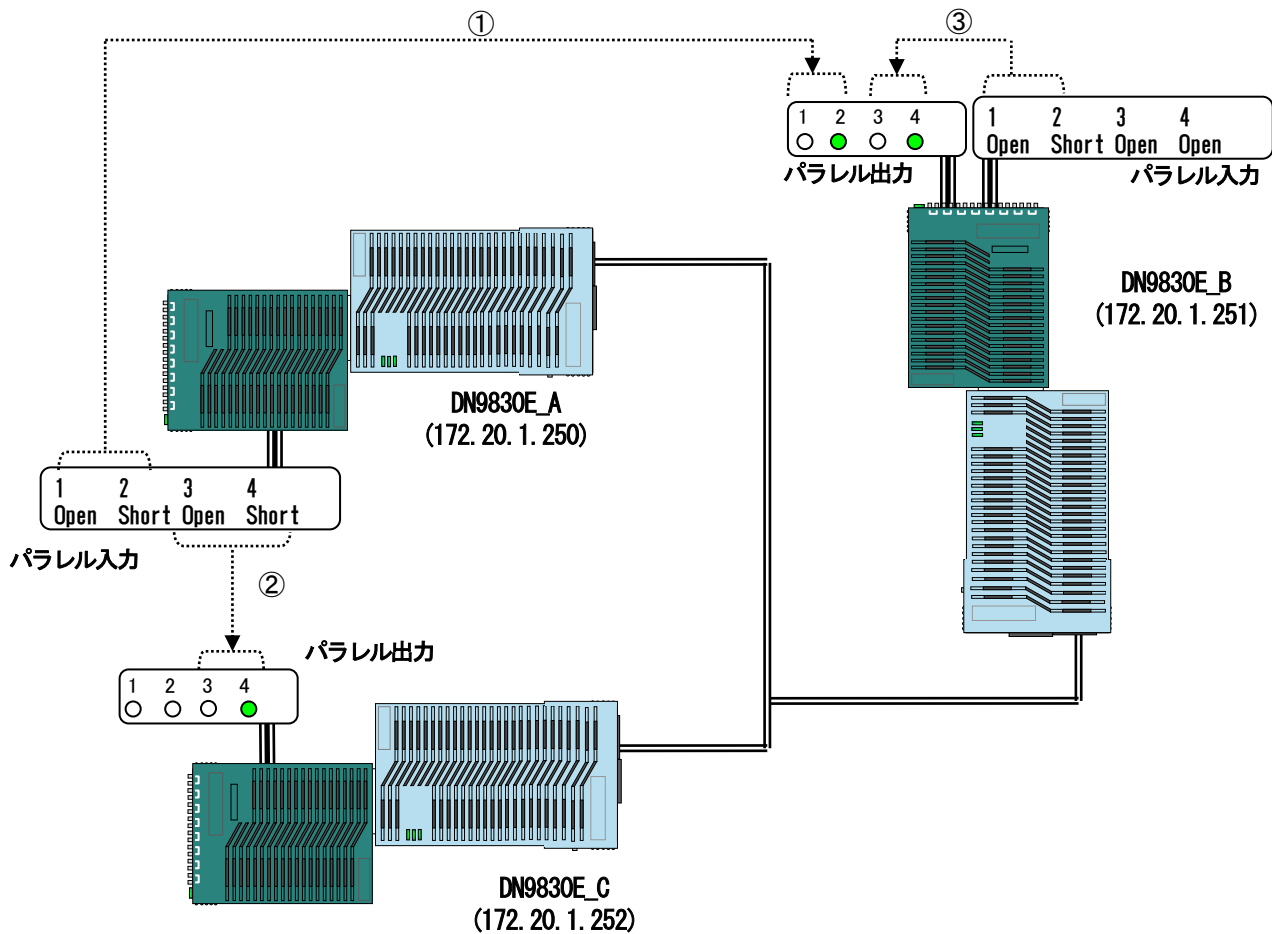 ① ③
1 2 3 4
1 2 3 4
Open Short Open Open
パラレル出力
パラレル入力
DN9830E_B
(172. 20. 1. 251)
DN9830E_A
(172. 20. 1. 250)
1 2 3 4
Open Short Open Short
パラレル入力
②
パラレル出力
1 2 3 4
DN9830E_C
(172. 20. 1. 252)